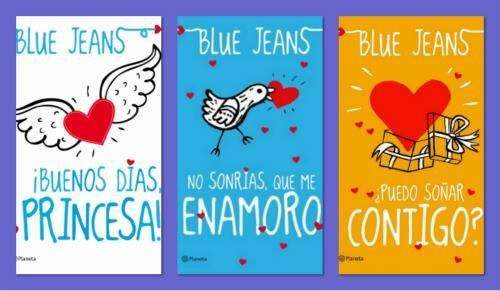 BLUE JEANS
¡BUENOS DÍAS,
PRINCESA!
Planeta
BLUE JEANS
NO SONRÍAS, QUE ME
ENAMORO
Planeta
BLUE JEANS
¿PUEDO SOÑAR
CONTIGO?
Planeta